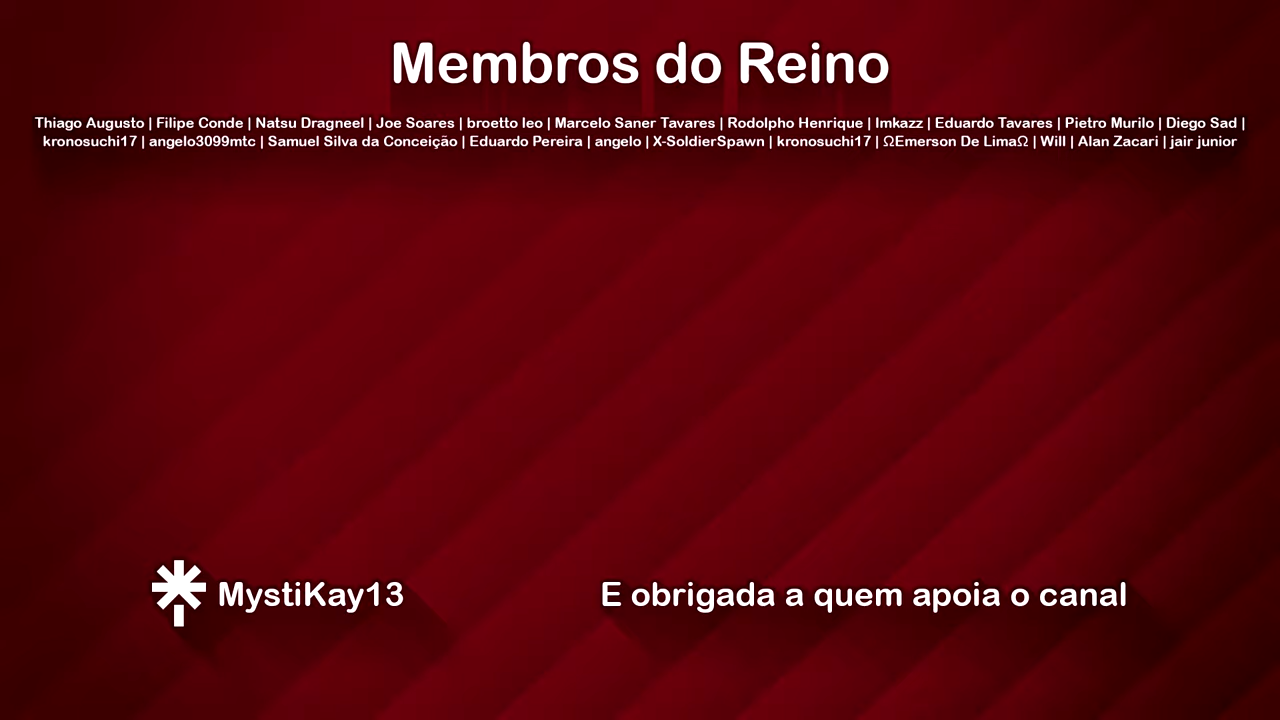 Membros do Reino
Thiago Augusto | Filipe Conde | Natsu Dragneel | Joe Soares | broetto leo | Marcelo Saner Tavares | Rodolpho Henrique | Imkazz | Eduardo Tavares | Pietro Murilo | Diego Sad |
kronosuchi17 | angelo3099mtc | Samuel Silva da Conceição | Eduardo Pereira | angelo | X-SoldierSpawn | kronosuchi17 | ΩEmerson De LimaΩ | Will | Alan Zacari | jair junior
MystiKay13
E obrigada a quem apoia o canal